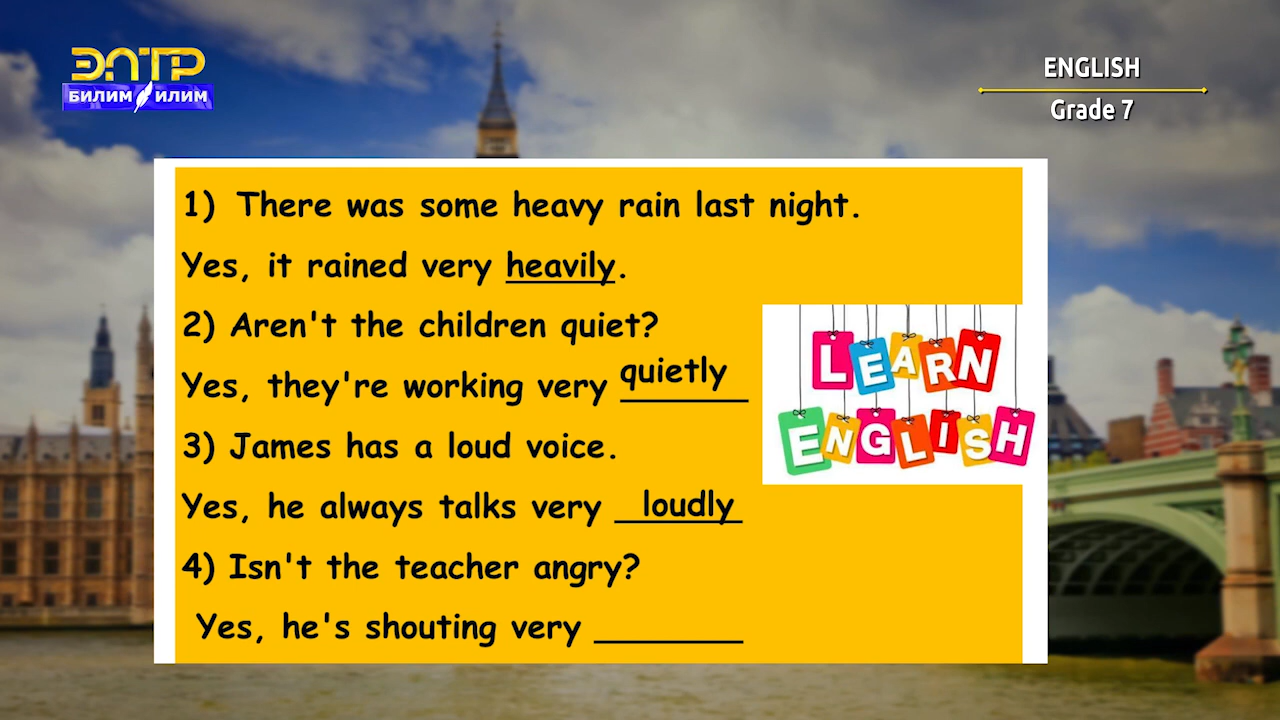 ЭЛТР
БИЛИМ ИЛИМ
ENGLISH
Grade 7
1) There was some heavy rain last night.
Yes, it rained very heavily.
2) Aren't the children quiet?
Yes, they're working very quietly
3) James has a loud voice.
Yes, he always talks very loudly
4) Isn't the teacher angry?
Yes, he's shouting very ________
LEARN
ENGLISH